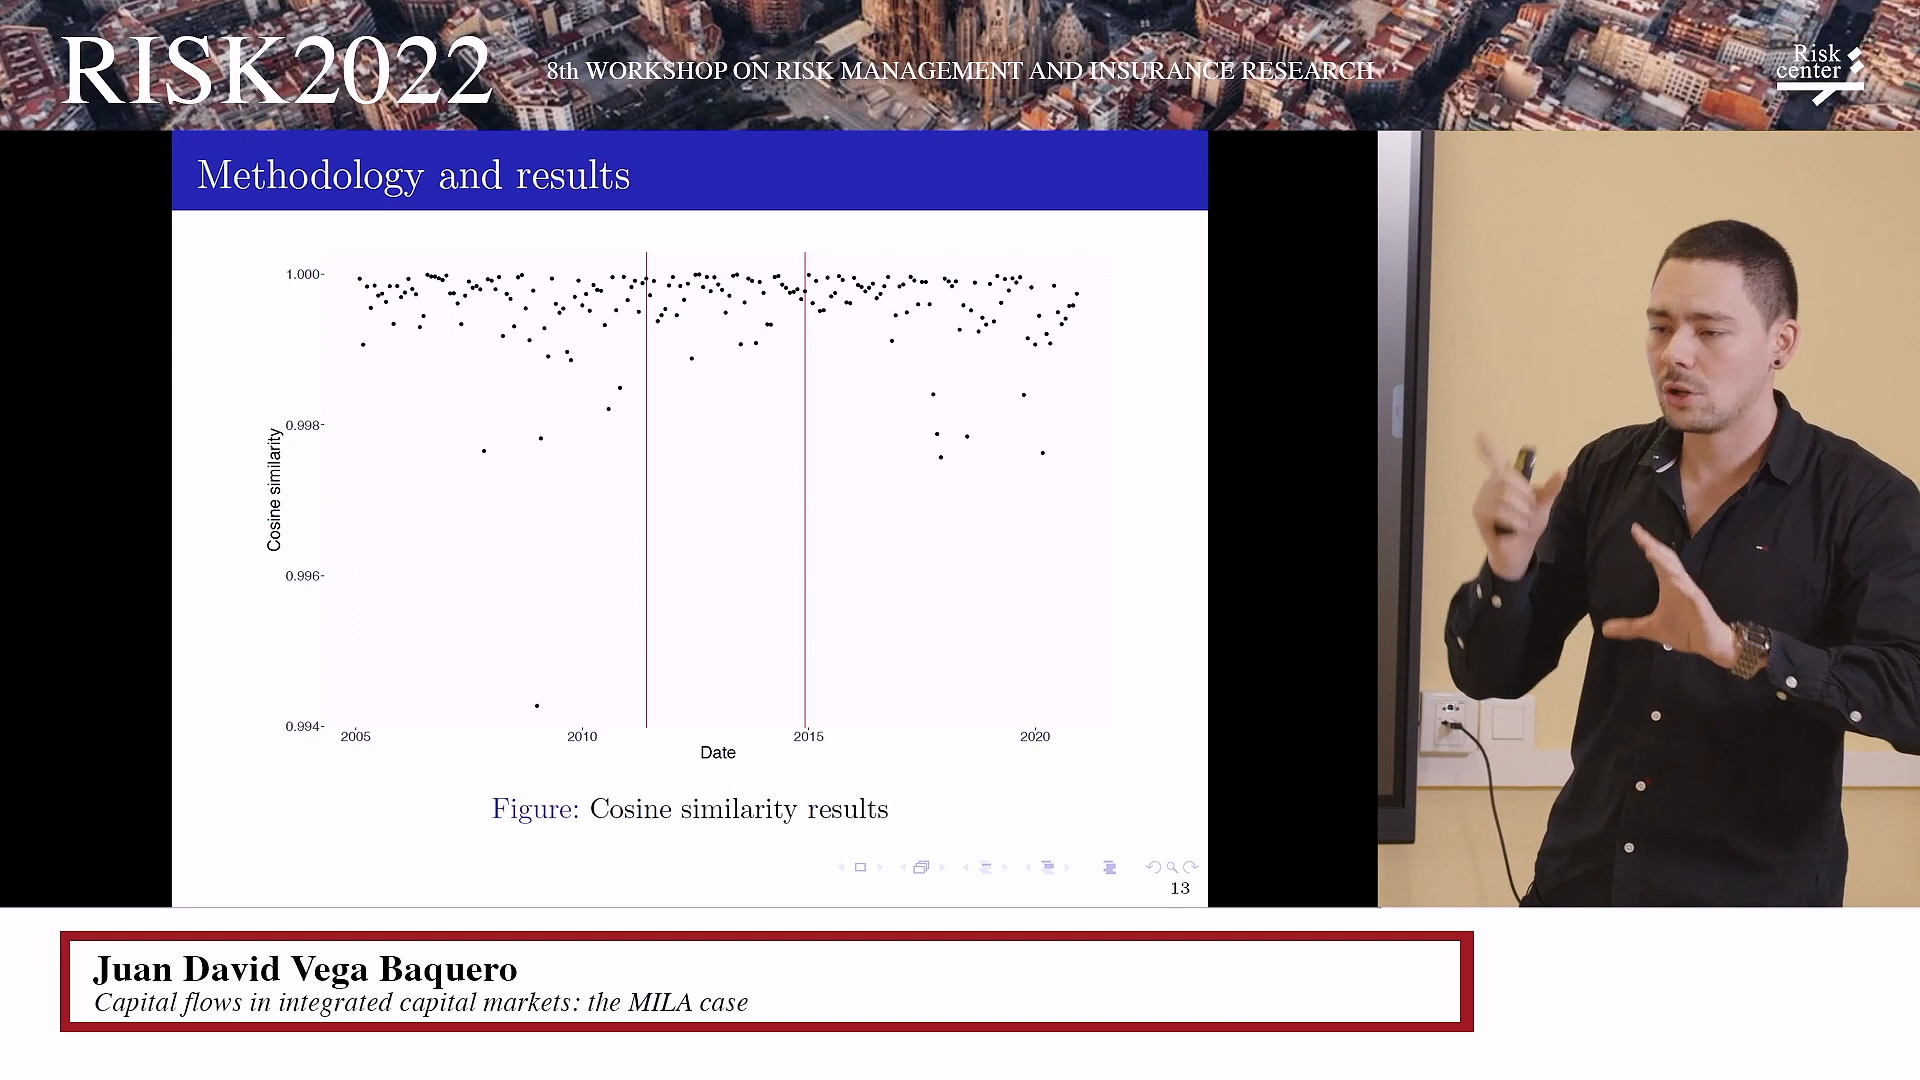 RISK2022
8th WORKSHOP ON RISK MANAGEMENT AND INSURANCE RESEARCH
Risk
center
Methodology and results
1.000
0.998
0.996
0.994
Cosine similarity
2005 2010 2015 2020
Date
Figure: Cosine similarity results
13
Juan David Vega Baquero
Capital flows in integrated capital markets: the MILA case